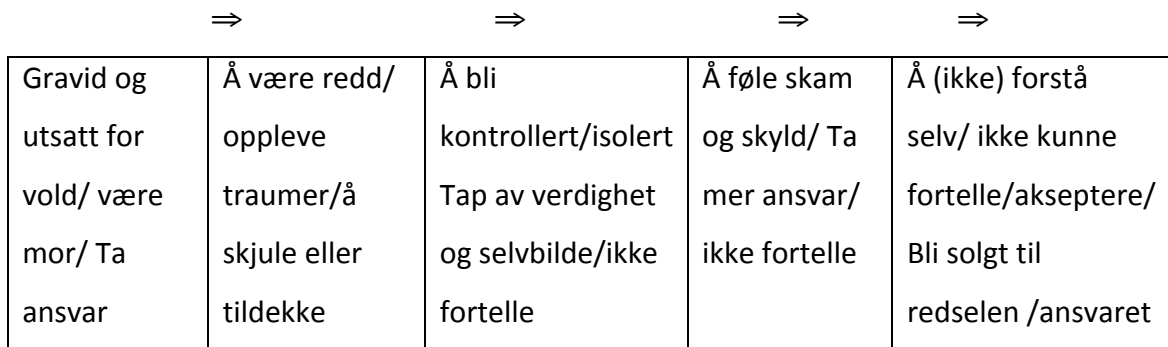 ⇒ ⇒ ⇒ ⇒
Gravid og
utsatt for
vold/ være
mor/ Ta
ansvar
Å være redd/
oppleve
traumer/å
skjule eller
tildekke
Å bli
kontrollert/isolert
Tap av verdighet
og selvbilde/ikke
fortelle
Å føle skam
og skyld/ Ta
mer ansvar/
ikke fortelle
Å (ikke) forstå
selv/ ikke kunne
fortelle/akseptere/
Bli solgt til
redselen /ansvaret